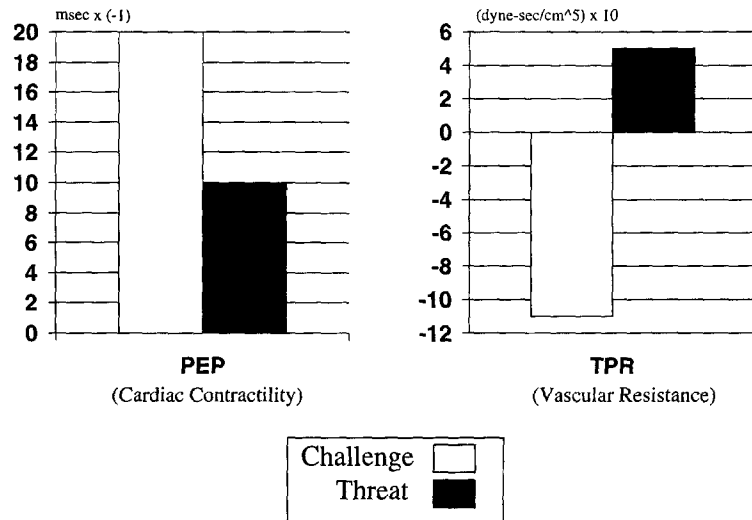 msec x (-1)
20
18
16
14
12
10
8
6
4
2
0
PEP
(Cardiac Contractility)
(dyne-sec/cm^5) x 10
6
4
2
0
-2
-4
-6
-8
-10
-12
TPR
(Vascular Resistance)
Challenge
Threat